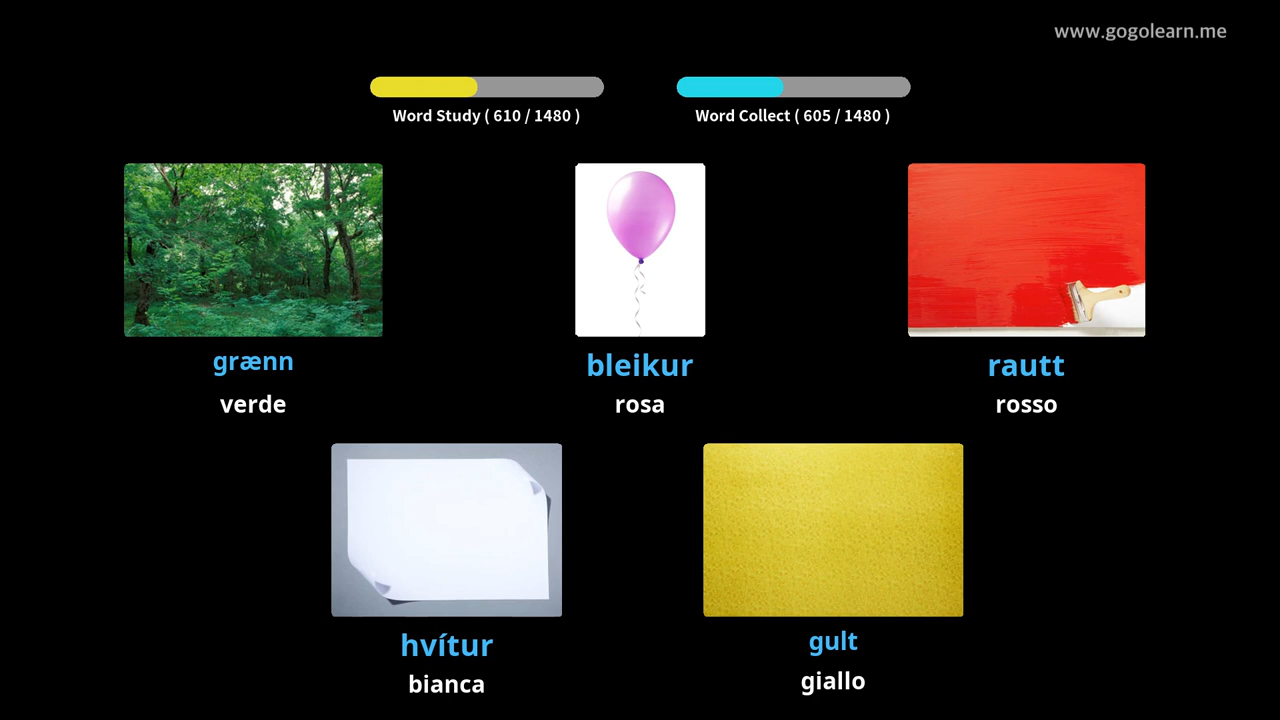 www.gogolearn.me
Word Study ( 610 / 1480 )
Word Collect ( 605 / 1480 )
grænn
bleikur
rautt
verde
rosa
rosso
hvítur
gult
bianca
giallo